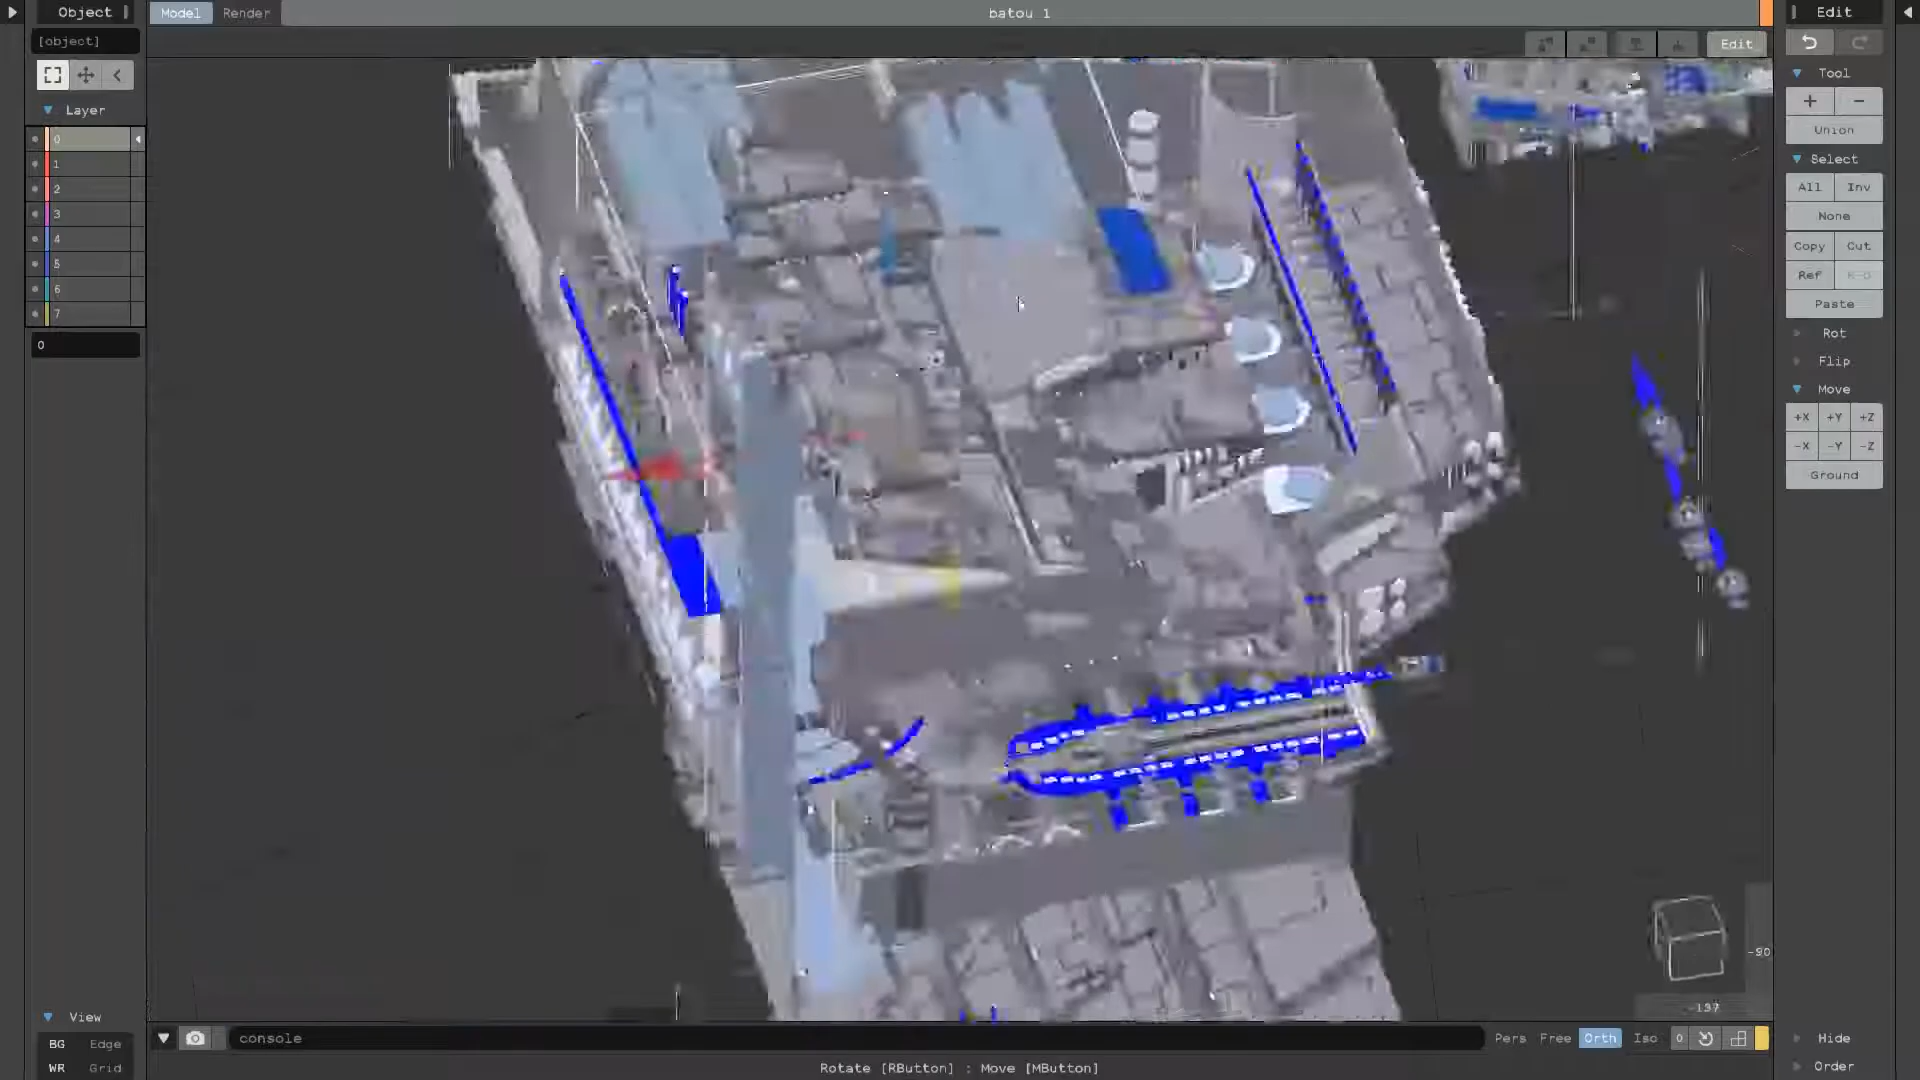 Object
Model Render
batou 1
Edit
[object]
Edit
Layer
Tool
0
+ −
1
Union
2
Select
3
All Inv
4
None
5
Copy Cut
6
Ref
7
Paste
0
Rot
Flip
Move
+X +Y +Z
-X -Y -Z
Ground
-90
-137
View
BG Edge
console
Pers Free Orth Iso 0
Hide
WR Grid
Rotate [RButton] : Move [MButton]
Order